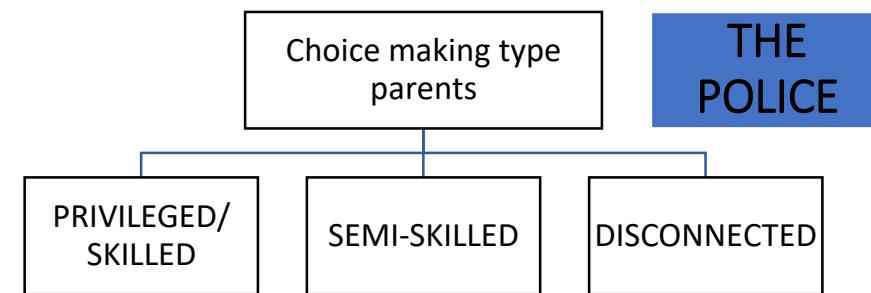 Choice making type
parents
THE
POLICE
PRIVILEGED/
SKILLED
SEMI-SKILLED
DISCONNECTED